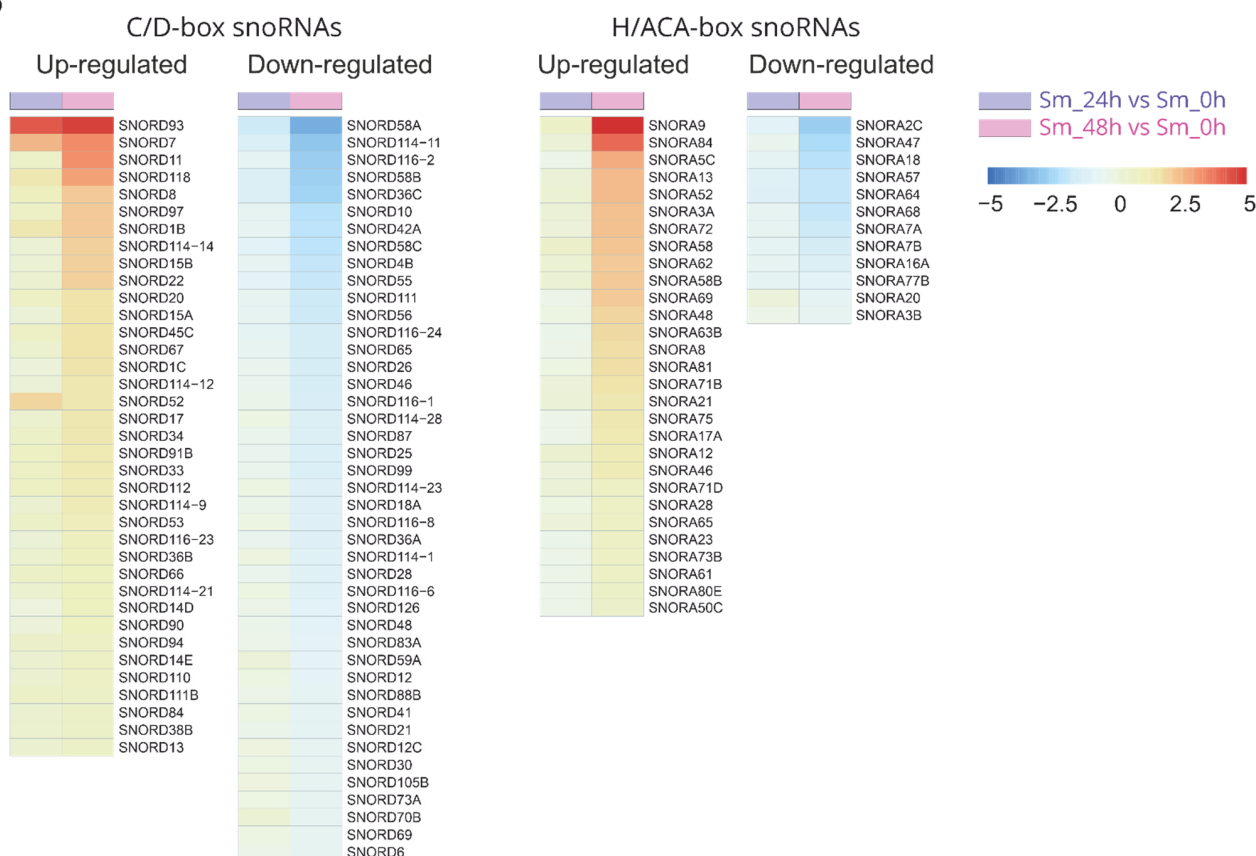 C/D-box snoRNAs
Up-regulated
SNORD93
SNORD7
SNORD11
SNORD118
SNORD8
SNORD97
SNORD1B
SNORD114−14
SNORD15B
SNORD22
SNORD20
SNORD15A
SNORD45C
SNORD67
SNORD1C
SNORD114−12
SNORD52
SNORD17
SNORD34
SNORD91B
SNORD33
SNORD112
SNORD114−9
SNORD53
SNORD116−23
SNORD36B
SNORD66
SNORD114−21
SNORD14D
SNORD90
SNORD94
SNORD14E
SNORD110
SNORD111B
SNORD84
SNORD38B
SNORD13
Down-regulated
SNORD58A
SNORD114−11
SNORD116−2
SNORD58B
SNORD36C
SNORD10
SNORD42A
SNORD58C
SNORD4B
SNORD55
SNORD111
SNORD56
SNORD116−24
SNORD65
SNORD26
SNORD46
SNORD116−1
SNORD114−28
SNORD87
SNORD25
SNORD99
SNORD114−23
SNORD18A
SNORD116−8
SNORD36A
SNORD114−1
SNORD28
SNORD116−6
SNORD126
SNORD48
SNORD83A
SNORD59A
SNORD12
SNORD88B
SNORD41
SNORD21
SNORD12C
SNORD30
SNORD105B
SNORD73A
SNORD70B
SNORD69
SNORD6
H/ACA-box snoRNAs
Up-regulated
SNORA9
SNORA84
SNORA5C
SNORA13
SNORA52
SNORA3A
SNORA72
SNORA58
SNORA62
SNORA58B
SNORA69
SNORA48
SNORA63B
SNORA8
SNORA81
SNORA71B
SNORA21
SNORA75
SNORA17A
SNORA12
SNORA46
SNORA71D
SNORA28
SNORA65
SNORA23
SNORA73B
SNORA61
SNORA80E
SNORA50C
Down-regulated
SNORA2C
SNORA47
SNORA18
SNORA57
SNORA64
SNORA68
SNORA7A
SNORA7B
SNORA16A
SNORA77B
SNORA20
SNORA3B
Sm_24h vs Sm_0h
Sm_48h vs Sm_0h
−5 −2.5 0 2.5 5